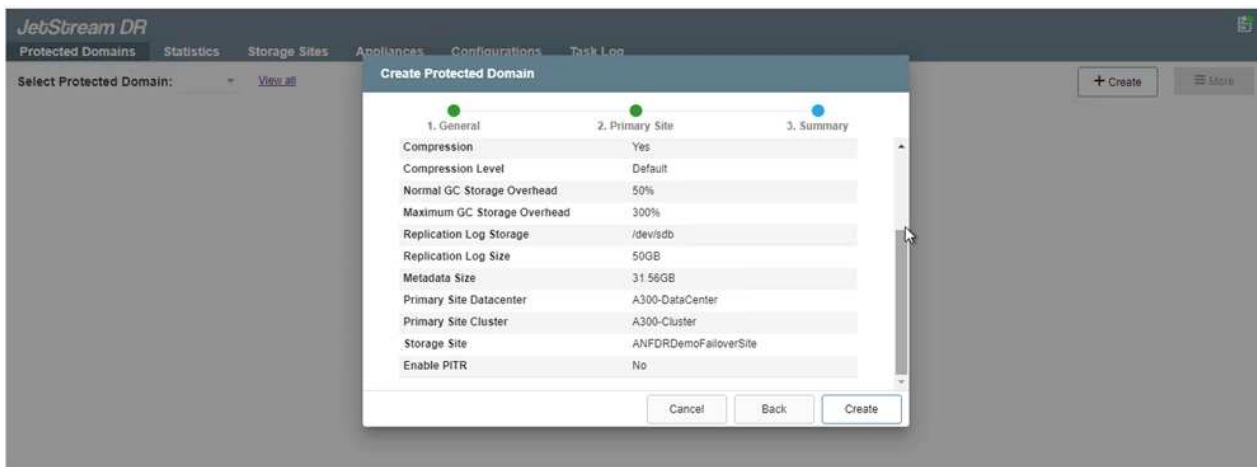 JetStream DR
Protected Domains Statistics Storage Sites Appliances Configurations Task Log
Select Protected Domain: View all + Create More
Create Protected Domain
1. General 2. Primary Site 3. Summary
Compression Yes
Compression Level Default
Normal GC Storage Overhead 50%
Maximum GC Storage Overhead 300%
Replication Log Storage /dev/sdb
Replication Log Size 50GB
Metadata Size 31.56GB
Primary Site Datacenter A300-DataCenter
Primary Site Cluster A300-Cluster
Storage Site ANFDRDemoFailoverSite
Enable PITR No
Cancel Back Create